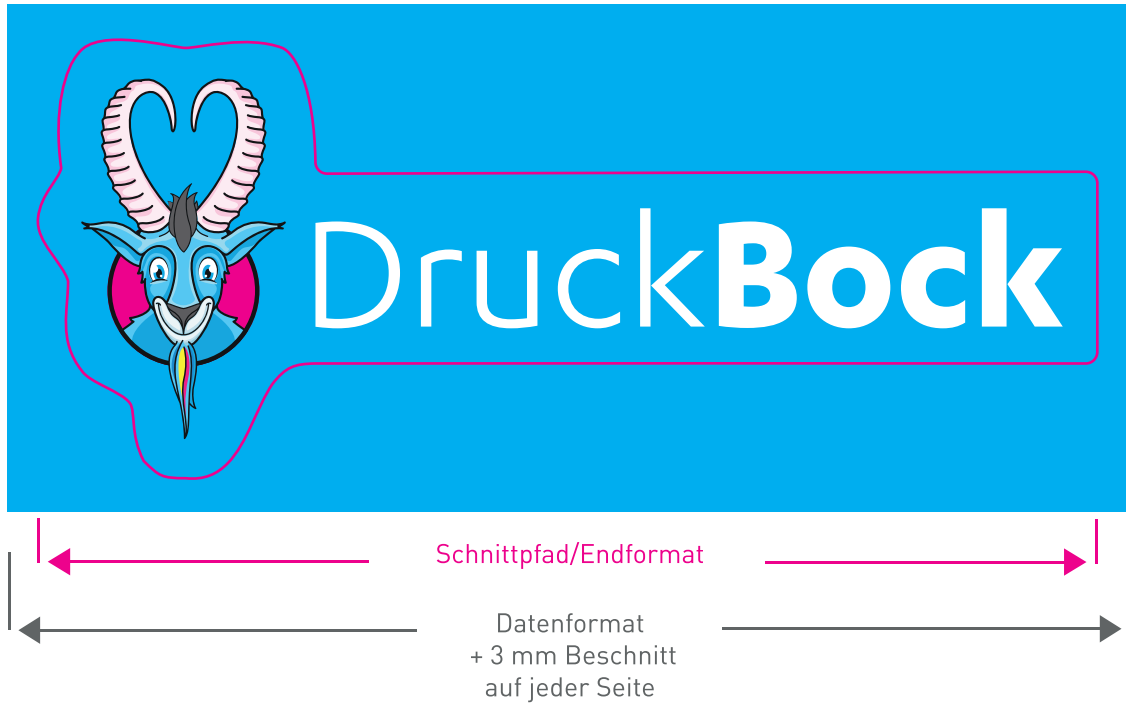 DruckBock
Schnittpfad/Endformat
Datenformat
+ 3 mm Beschnitt
auf jeder Seite